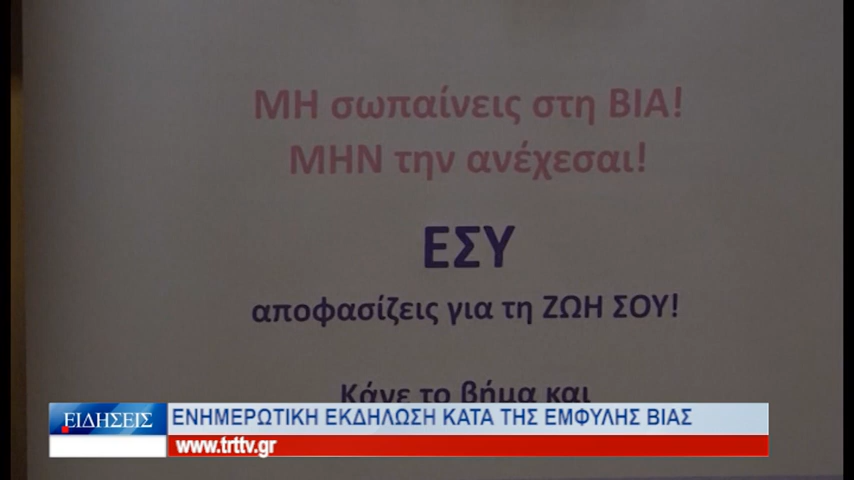 ΜΗ σωπαίνεις στη ΒΙΑ!
ΜΗΝ την ανέχεσαι!
ΕΣΥ
αποφασίζεις για τη ΖΩΗ ΣΟΥ!
Κάνε το βήμα και
ΕΙΔΗΣΕΙΣ
ΕΝΗΜΕΡΩΤΙΚΗ ΕΚΔΗΛΩΣΗ ΚΑΤΑ ΤΗΣ ΕΜΦΥΛΗΣ ΒΙΑΣ
www.trttv.gr